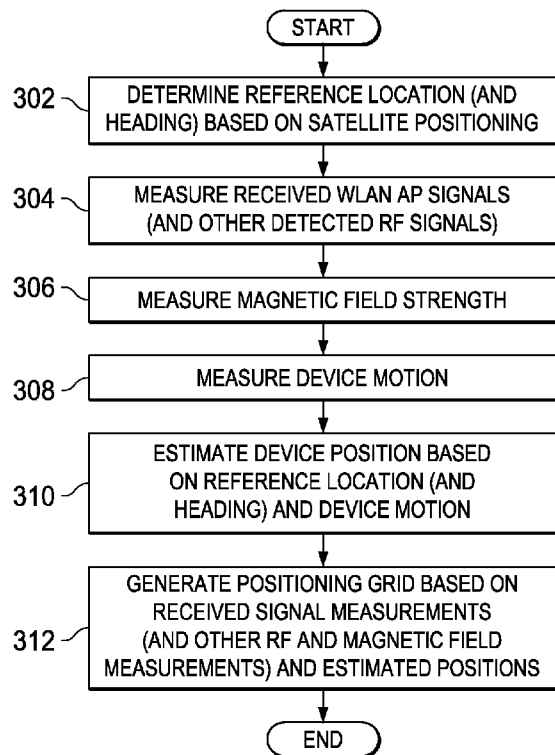 START
302
DETERMINE REFERENCE LOCATION (AND
HEADING) BASED ON SATELLITE POSITIONING
304
MEASURE RECEIVED WLAN AP SIGNALS
(AND OTHER DETECTED RF SIGNALS)
306
MEASURE MAGNETIC FIELD STRENGTH
308
MEASURE DEVICE MOTION
310
ESTIMATE DEVICE POSITION BASED
ON REFERENCE LOCATION (AND
HEADING) AND DEVICE MOTION
312
GENERATE POSITIONING GRID BASED ON
RECEIVED SIGNAL MEASUREMENTS
(AND OTHER RF AND MAGNETIC FIELD
MEASUREMENTS) AND ESTIMATED POSITIONS
END